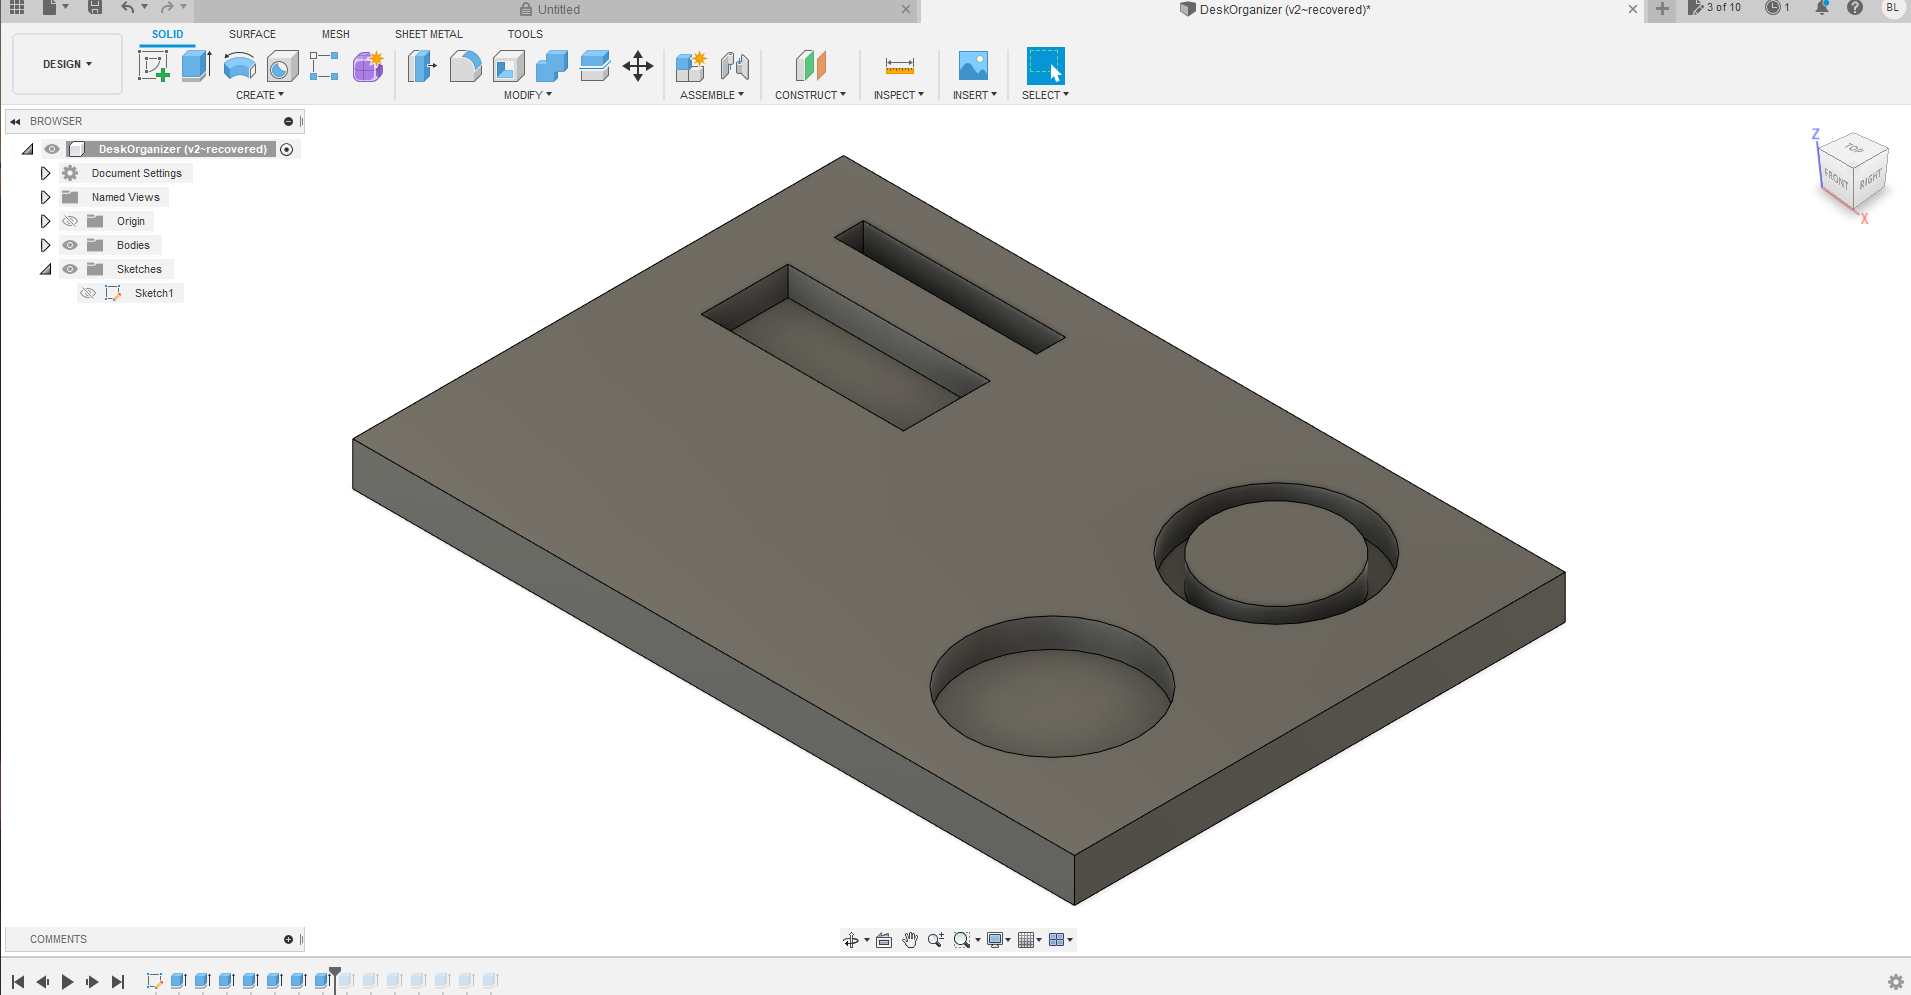 Untitled
DeskOrganizer (v2~recovered)*
3 of 10
1
BL
DESIGN
SOLID
SURFACE
MESH
SHEET METAL
TOOLS
CREATE
MODIFY
ASSEMBLE
CONSTRUCT
INSPECT
INSERT
SELECT
BROWSER
DeskOrganizer (v2~recovered)
Document Settings
Named Views
Origin
Bodies
Sketches
Sketch1
Z
TOP
FRONT
RIGHT
X
COMMENTS